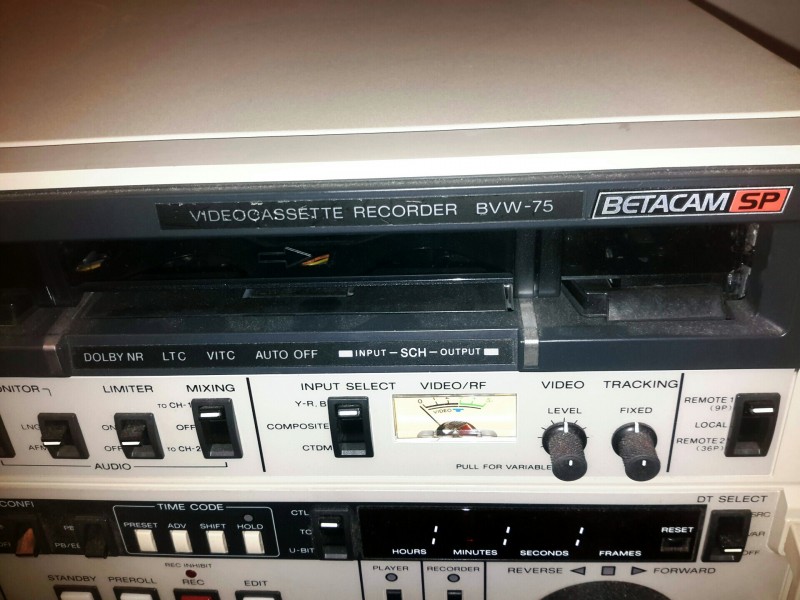 VIDEOCASSETTE RECORDER BVW-75
BETACAM SP
DOLBY NR LTC VITC AUTO OFF INPUT — SCH — OUTPUT
LIMITER MIXING INPUT SELECT VIDEO/RF VIDEO TRACKING
TO CH-1 Y-R, B LEVEL FIXED REMOTE 1
(9P)
ON OFF COMPOSITE VIDEO LOCAL
OFF TO CH-2 CTDM REMOTE 2
(36P)
AUDIO PULL FOR VARIABLE
TIME CODE CTL DT SELECT
PRESET ADV SHIFT HOLD TC RESET
PB
PB/EE U-BIT HOURS MINUTES SECONDS FRAMES OFF
REC INHIBIT PLAYER RECORDER REVERSE FORWARD
STANDBY PREROLL REC EDIT